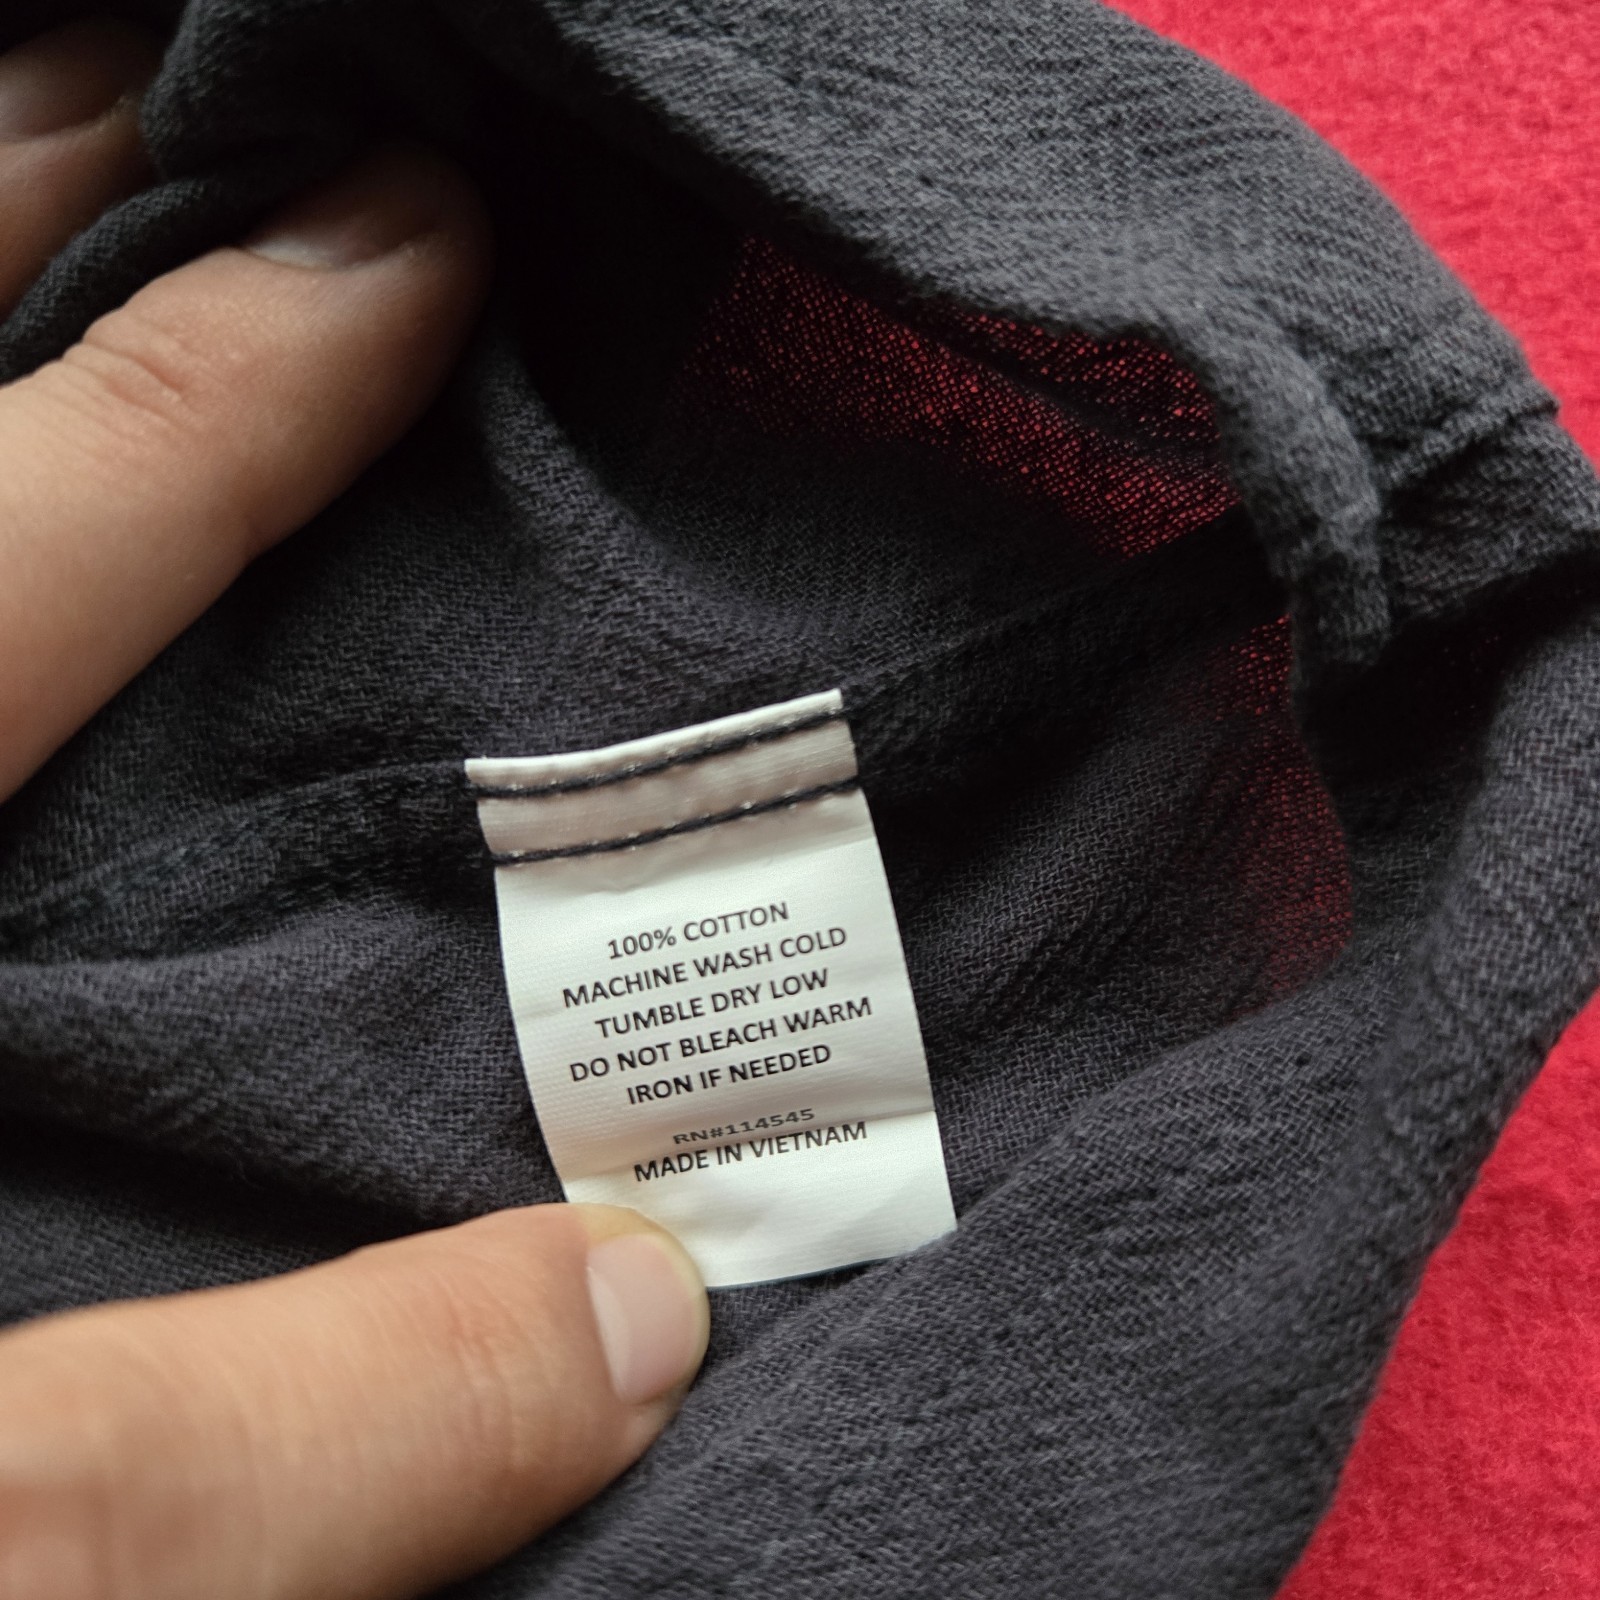 100% COTTON
MACHINE WASH COLD
TUMBLE DRY LOW
DO NOT BLEACH WARM
IRON IF NEEDED
RN#114545
MADE IN VIETNAM